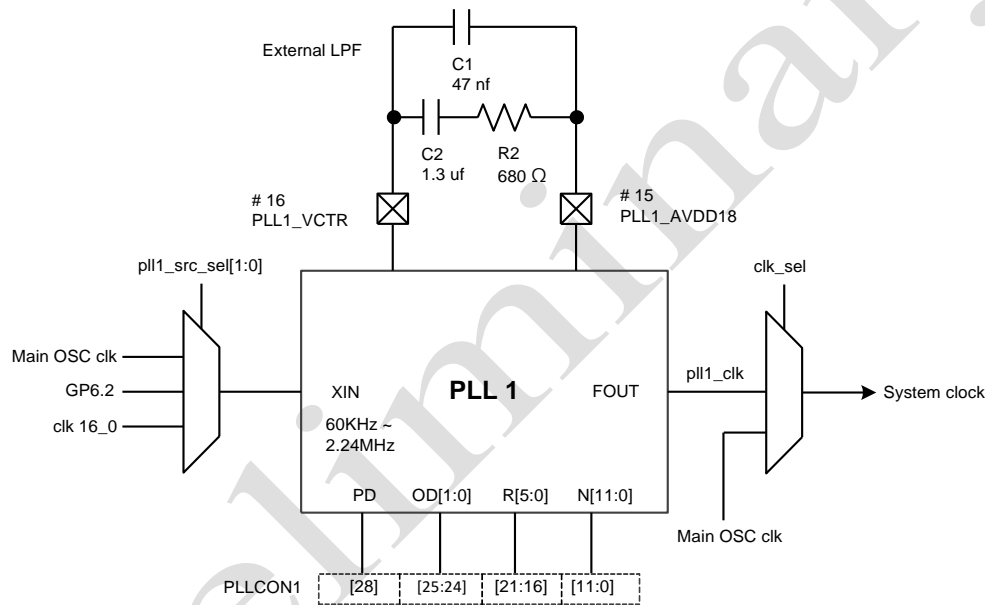 External LPF
C1
47 nf
C2
1.3 uf
R2
680 Ω
# 16
PLL1_VCTR
# 15
PLL1_AVDD18
pll1_src_sel[1:0]
clk_sel
Main OSC clk
GP6.2
clk 16_0
XIN
PLL 1
FOUT
60KHz ~
2.24MHz
pll1_clk
System clock
PD
OD[1:0]
R[5:0]
N[11:0]
Main OSC clk
PLLCON1
[28]
[25:24]
[21:16]
[11:0]